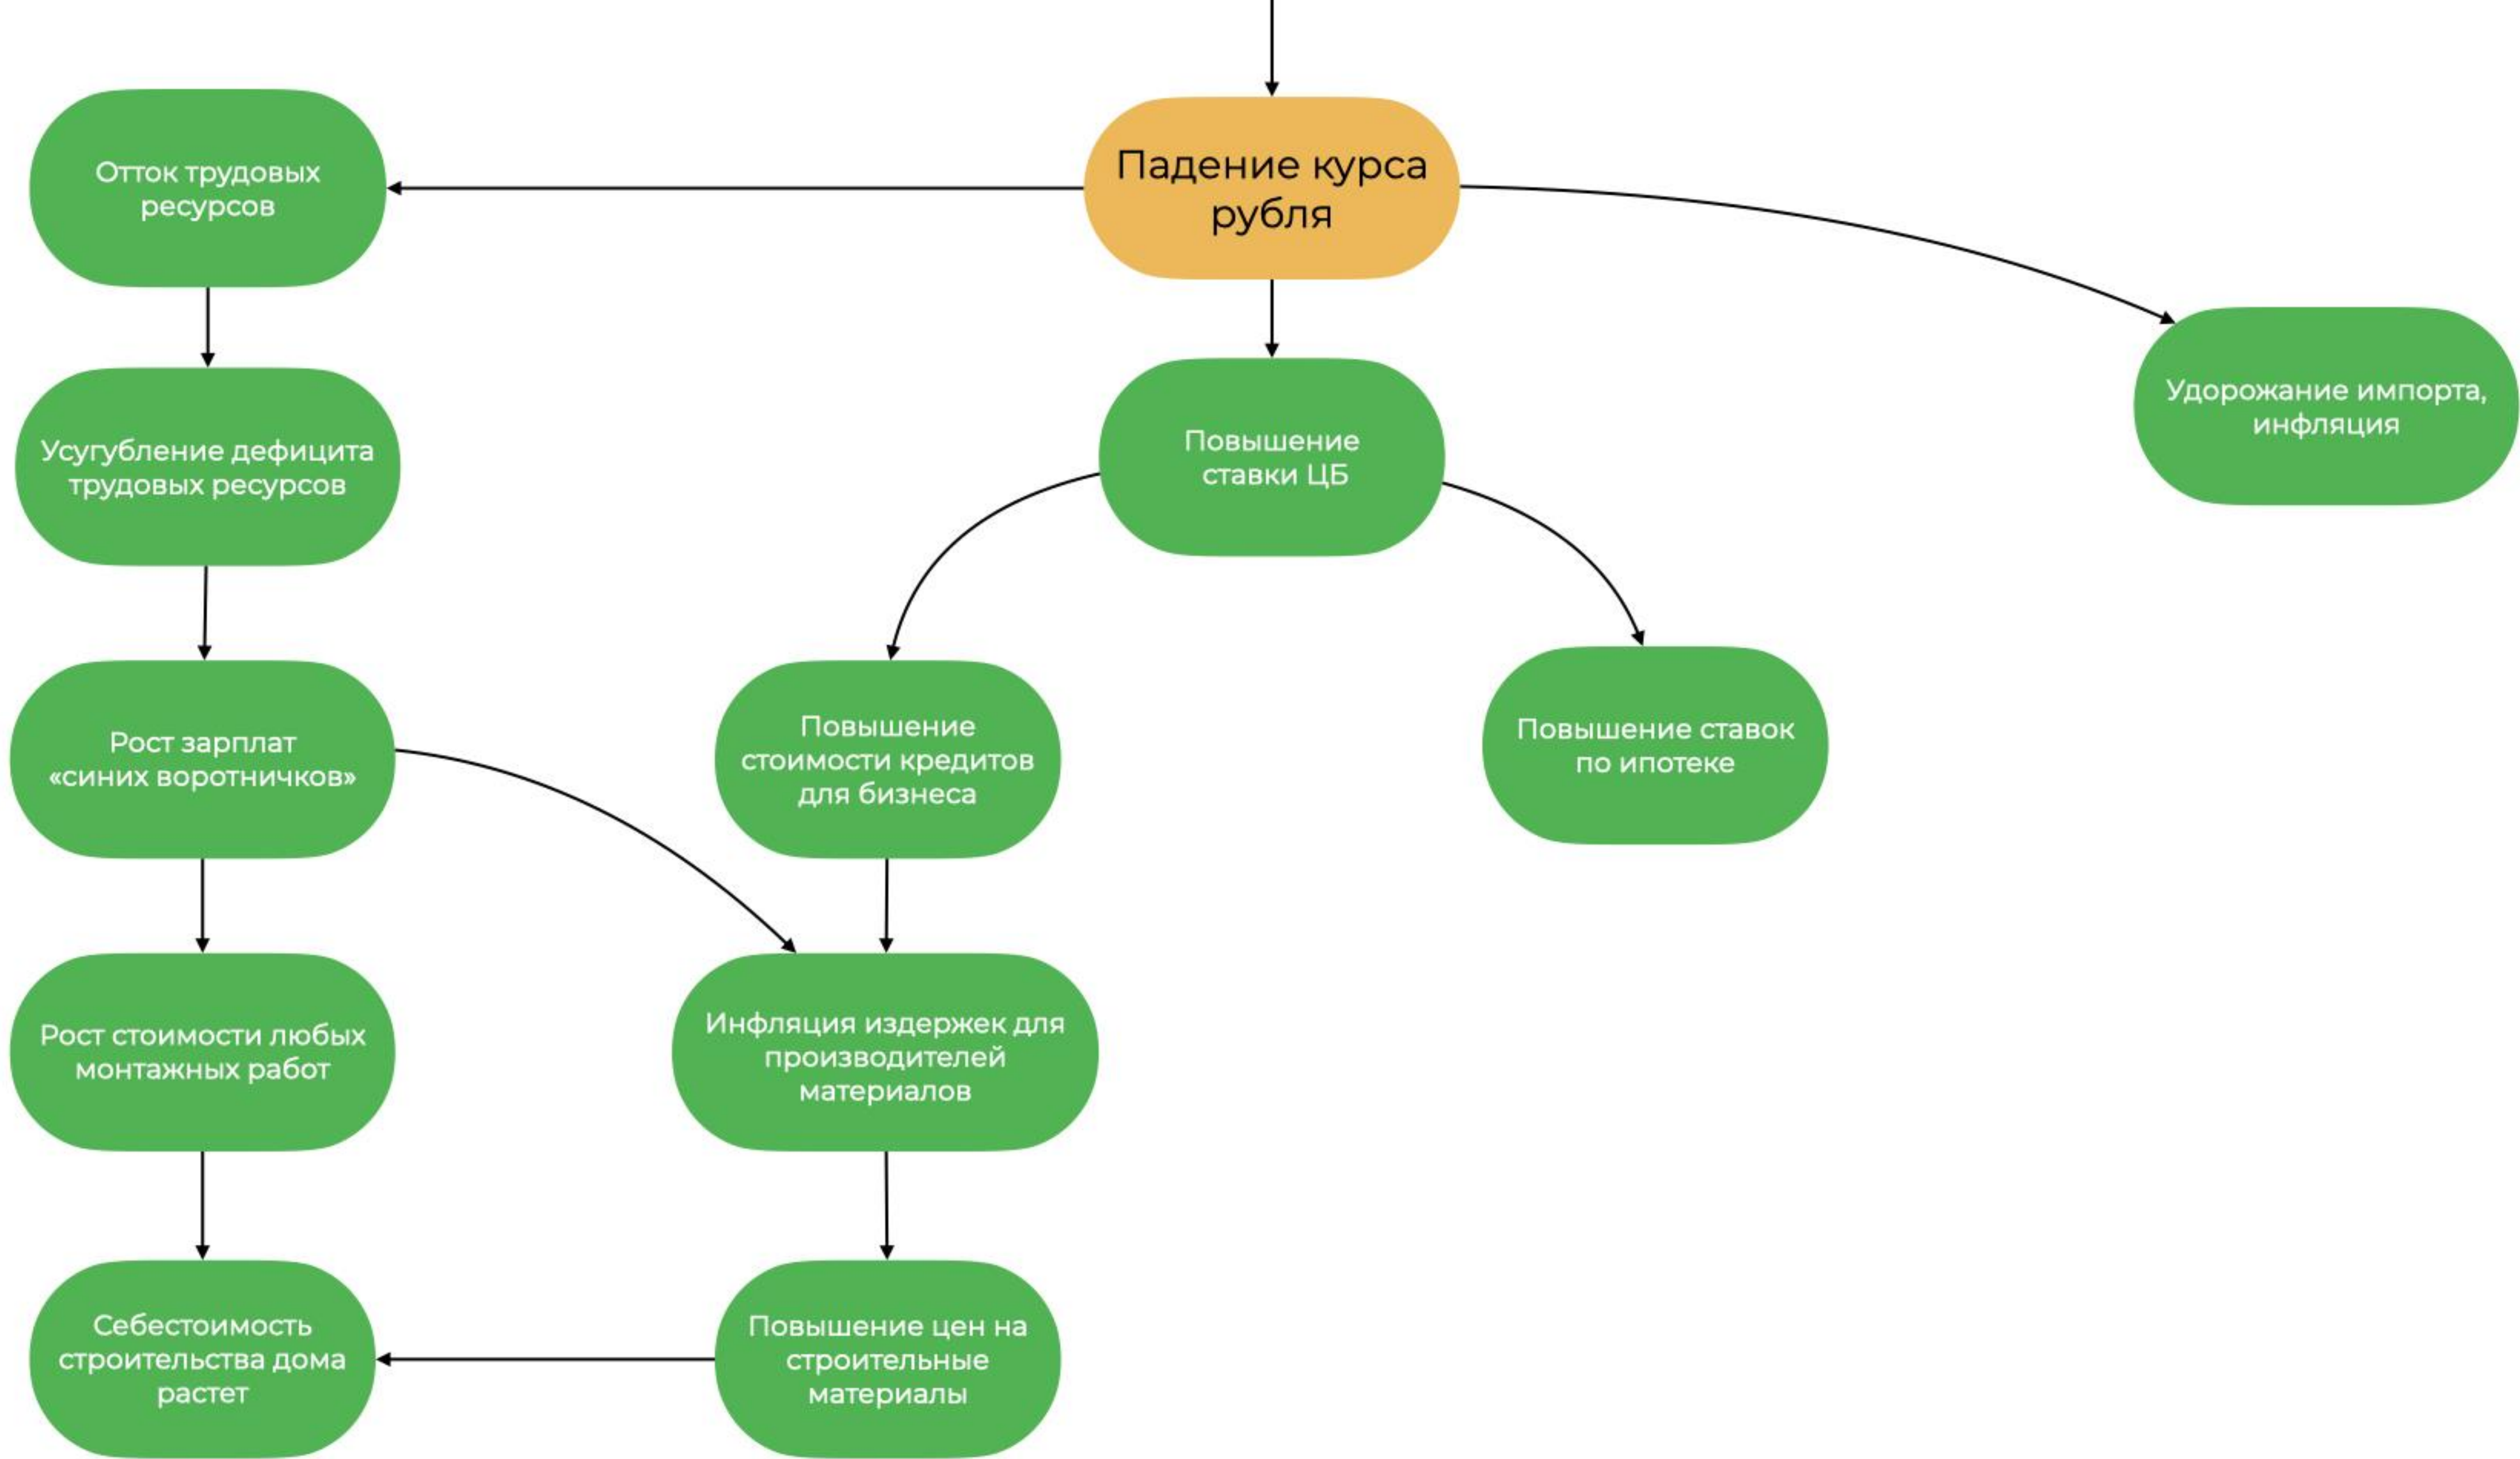 Падение курса
рубля
Отток трудовых
ресурсов
Удорожание импорта,
инфляция
Усугубление дефицита
трудовых ресурсов
Повышение
ставки ЦБ
Рост зарплат
«синих воротничков»
Повышение
стоимости кредитов
для бизнеса
Повышение ставок
по ипотеке
Рост стоимости любых
монтажных работ
Инфляция издержек для
производителей
материалов
Себестоимость
строительства дома
растет
Повышение цен на
строительные
материалы